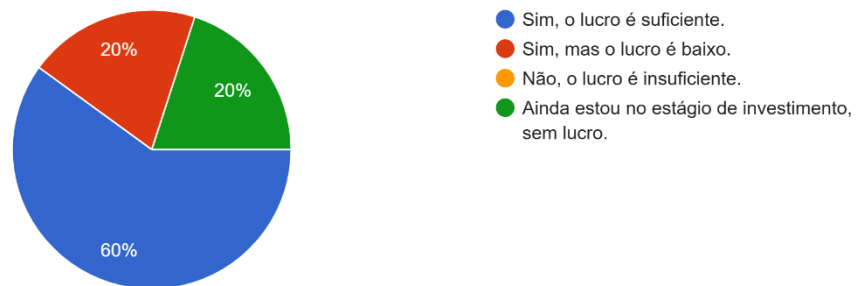 20%
20%
60%
Sim, o lucro é suficiente.
Sim, mas o lucro é baixo.
Não, o lucro é insuficiente.
Ainda estou no estágio de investimento,
sem lucro.